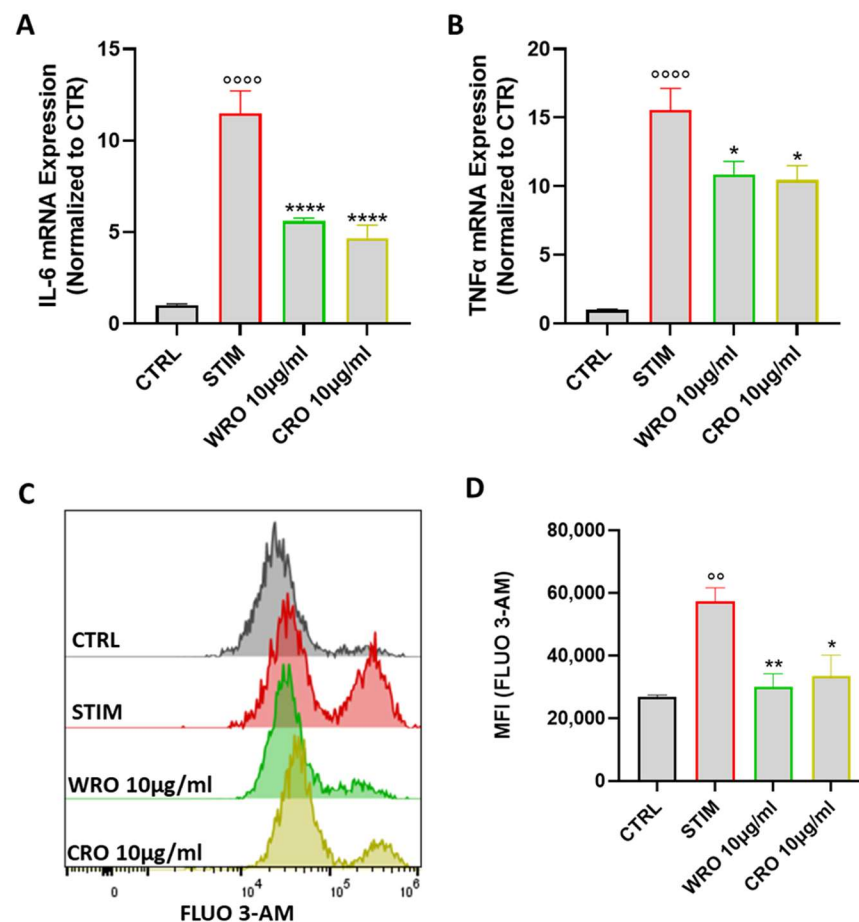 A
IL-6 mRNA Expression
(Normalized to CTR)
15
10
5
0
°°°°
****
****
CTRL
STIM
WRO 10µg/ml
CRO 10µg/ml
B
TNFα mRNA Expression
(Normalized to CTR)
20
15
10
5
0
°°°°
*
*
CTRL
STIM
WRO 10µg/ml
CRO 10µg/ml
C
CTRL
STIM
WRO 10µg/ml
CRO 10µg/ml
0
10⁴
10⁵
10⁶
FLUO 3-AM
D
MFI (FLUO 3-AM)
80,000
60,000
40,000
20,000
0
°°
**
*
CTRL
STIM
WRO 10µg/ml
CRO 10µg/ml